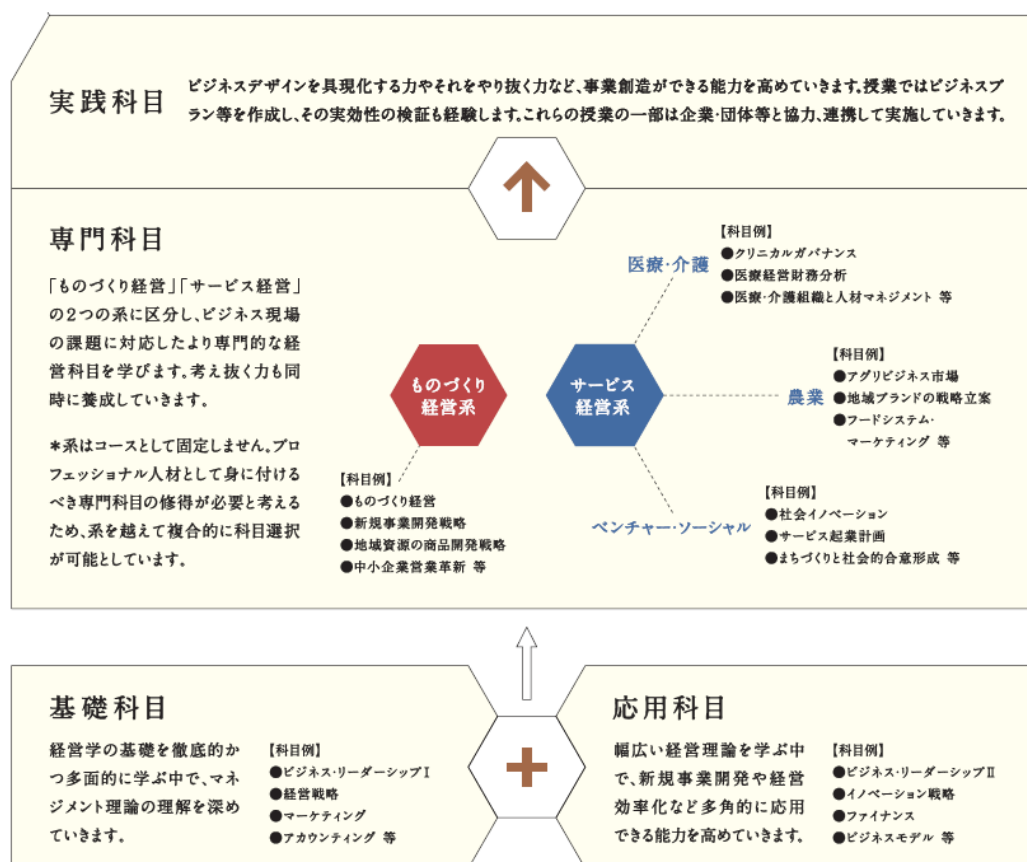 実践科目
ビジネスデザインを具現化する力やそれをやり抜く力など、事業創造ができる能力を高めていきます。授業ではビジネスプ
ラン等を作成し、その実効性の検証も経験します。これらの授業の一部は企業・団体等と協力、連携して実施していきます。
専門科目
「ものづくり経営」「サービス経営」
の2つの系に区分し、ビジネス現場
の課題に対応したより専門的な経
営科目を学びます。考え抜く力も同
時に養成していきます。
*系はコースとして固定しません。プロ
フェッショナル人材として身に付ける
べき専門科目の修得が必要と考える
ため、系を越えて複合的に科目選択
が可能としています。
ものづくり
経営系
【科目例】
●ものづくり経営
●新規事業開発戦略
●地域資源の商品開発戦略
●中小企業営業革新 等
サービス
経営系
医療・介護
【科目例】
●クリニカルガバナンス
●医療経営財務分析
●医療・介護組織と人材マネジメント 等
農業
【科目例】
●アグリビジネス市場
●地域ブランドの戦略立案
●フードシステム・
マーケティング 等
ベンチャー・ソーシャル
【科目例】
●社会イノベーション
●サービス起業計画
●まちづくりと社会的合意形成 等
基礎科目
経営学の基礎を徹底的か
つ多面的に学ぶ中で、マネ
ジメント理論の理解を深め
ていきます。
【科目例】
●ビジネス・リーダーシップⅠ
●経営戦略
●マーケティング
●アカウンティング 等
応用科目
幅広い経営理論を学ぶ中
で、新規事業開発や経営
効率化など多角的に応用
できる能力を高めていきます。
【科目例】
●ビジネス・リーダーシップⅡ
●イノベーション戦略
●ファイナンス
●ビジネスモデル 等